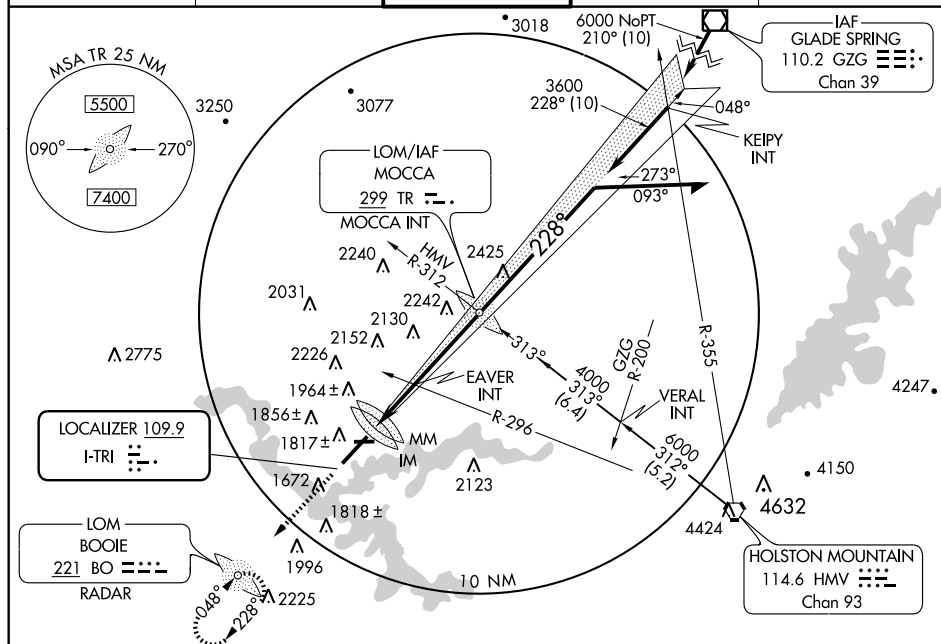 3018
6000 NoPT
210° (10)
IAF
GLADE SPRING
110.2 GZG
Chan 39
MSA TR 25 NM
5500
090°
270°
7400
3250
3077
3600
228° (10)
048°
KEIPY
INT
LOM/IAF
MOCCA
299 TR
MOCCA INT
273°
093°
228°
HMV
R-312
2425
2240
2031
2242
2130
2152
2226
2775
313°
GZG
R-200
R-355
4000
313°
(6.4)
EAVER
INT
VERAL
INT
4247
1964 ±
R-296
1856 ±
1817 ±
MM
IM
LOCALIZER 109.9
I-TRI
6000
312°
(5.2)
2123
4150
4632
4424
1672
1818 ±
1996
LOM
BOOIE
221 BO
RADAR
048°
228°
2225
10 NM
HOLSTON MOUNTAIN
114.6 HMV
Chan 93